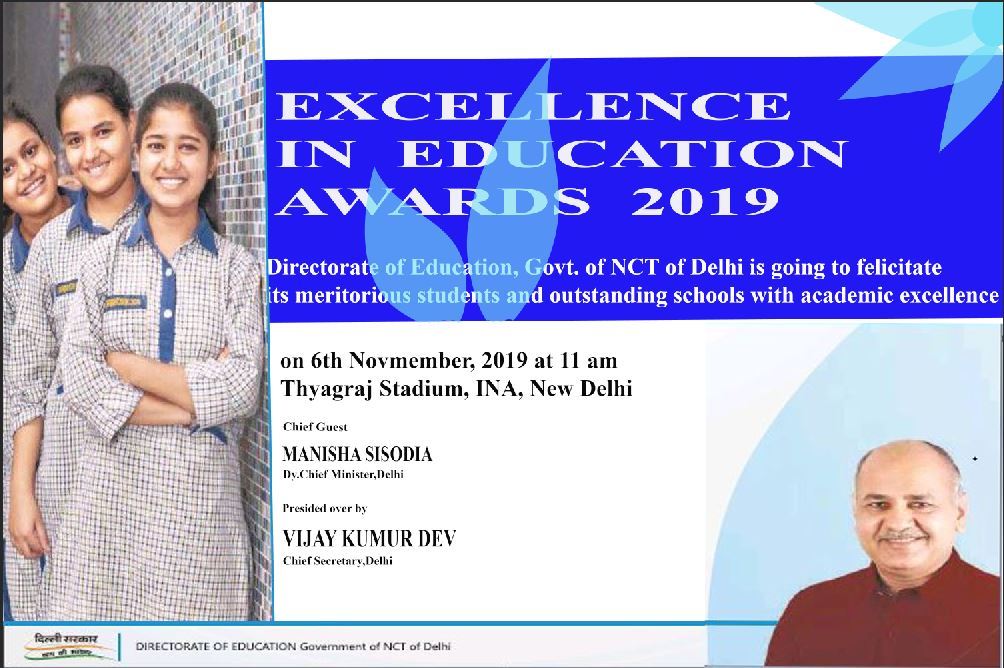 EXCELLENCE
IN EDUCATION
AWARDS 2019
Directorate of Education, Govt. of NCT of Delhi is going to felicitate
its meritorious students and outstanding schools with academic excellence
on 6th Novmember, 2019 at 11 am
Thyagraj Stadium, INA, New Delhi
Chief Guest
MANISHA SISODIA
Dy.Chief Minister,Delhi
Presided over by
VIJAY KUMUR DEV
Chief Secretary,Delhi
दिल्ली सरकार
आप की सरकार
DIRECTORATE OF EDUCATION Government of NCT of Delhi